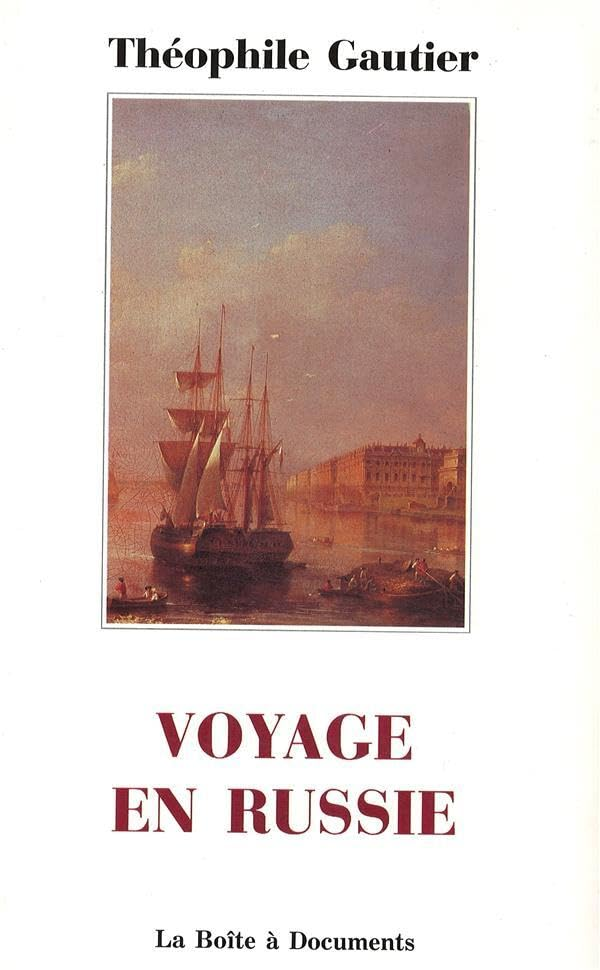 Théophile Gautier
VOYAGE
EN RUSSIE
La Boîte à Documents